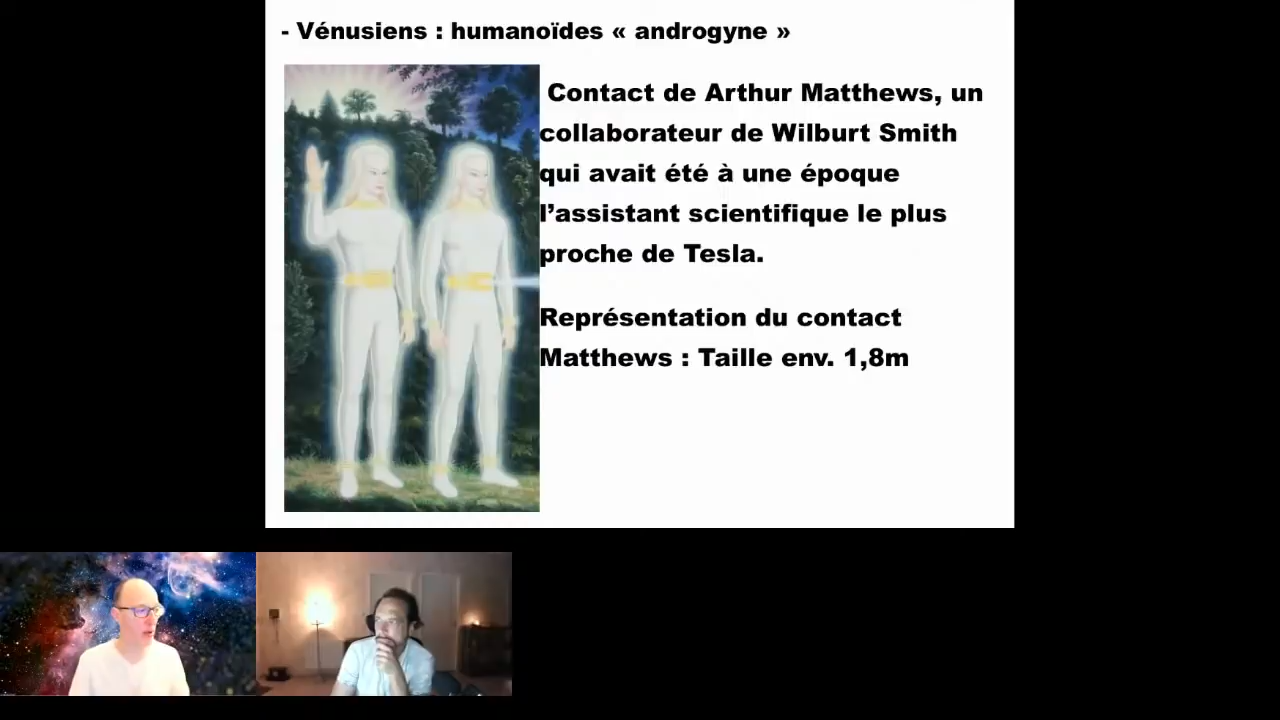 - Vénusiens : humanoïdes « androgyne »
Contact de Arthur Matthews, un
collaborateur de Wilburt Smith
qui avait été à une époque
l’assistant scientifique le plus
proche de Tesla.
Représentation du contact
Matthews : Taille env. 1,8m